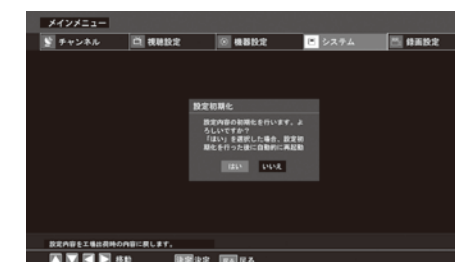 メインメニュー
チャンネル 視聴設定 機器設定 システム 録画設定
設定初期化
設定内容の初期化を行います。よ
ろしいですか?
「はい」を選択した場合、設定初
期化を行った後に自動的に再起動
はい いいえ
設定内容を工場出荷時の内容に戻します。
移動 決定 決定 戻る 戻る